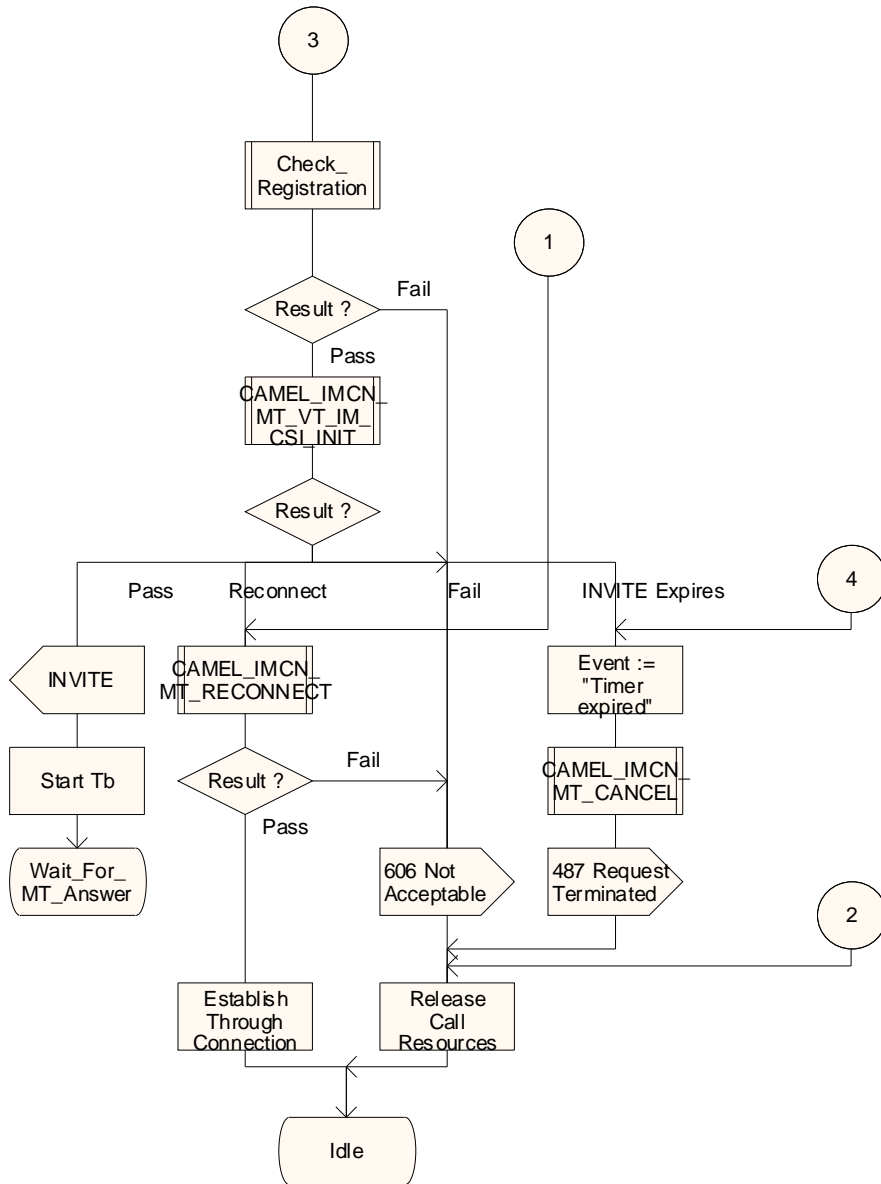 3
Check_
Registration
1
Result ?
Fail
Pass
CAMEL_IMCN_
MT_VT_IM_
CSI_INIT
Result ?
4
Pass
Reconnect
Fail
INVITE Expires
INVITE
CAMEL_IMCN_
MT_RECONNECT
Event :=
"Timer
expired"
Start Tb
Result ?
Fail
CAMEL_IMCN_
MT_CANCEL
Pass
Wait_For_
MT_Answer
606 Not
Acceptable
487 Request
Terminated
2
Establish
Through
Connection
Release
Call
Resources
Idle